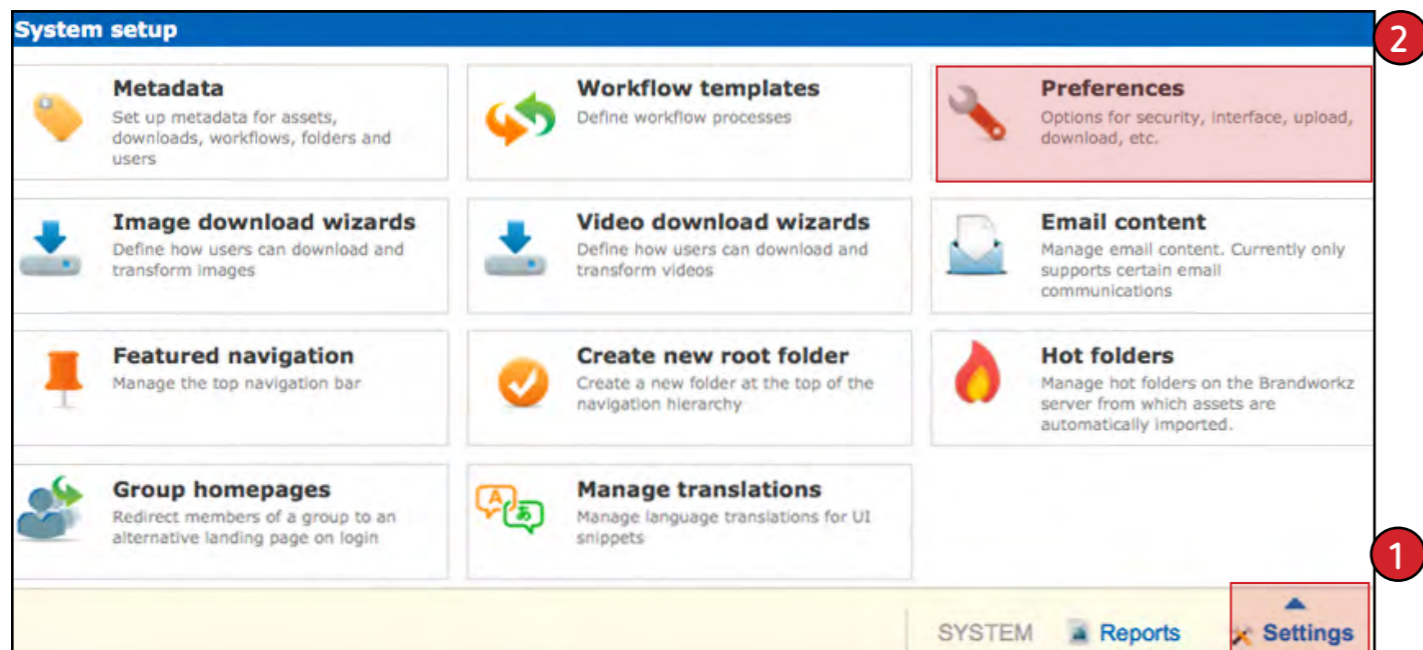 System setup
2
Metadata
Set up metadata for assets,
downloads, workflows, folders and
users
Workflow templates
Define workflow processes
Preferences
Options for security, interface, upload,
download, etc.
Image download wizards
Define how users can download and
transform images
Video download wizards
Define how users can download and
transform videos
Email content
Manage email content. Currently only
supports certain email
communications
Featured navigation
Manage the top navigation bar
Create new root folder
Create a new folder at the top of the
navigation hierarchy
Hot folders
Manage hot folders on the Brandworkz
server from which assets are
automatically imported.
Group homepages
Redirect members of a group to an
alternative landing page on login
A
あ
Manage translations
Manage language translations for UI
snippets
1
SYSTEM
Reports
Settings